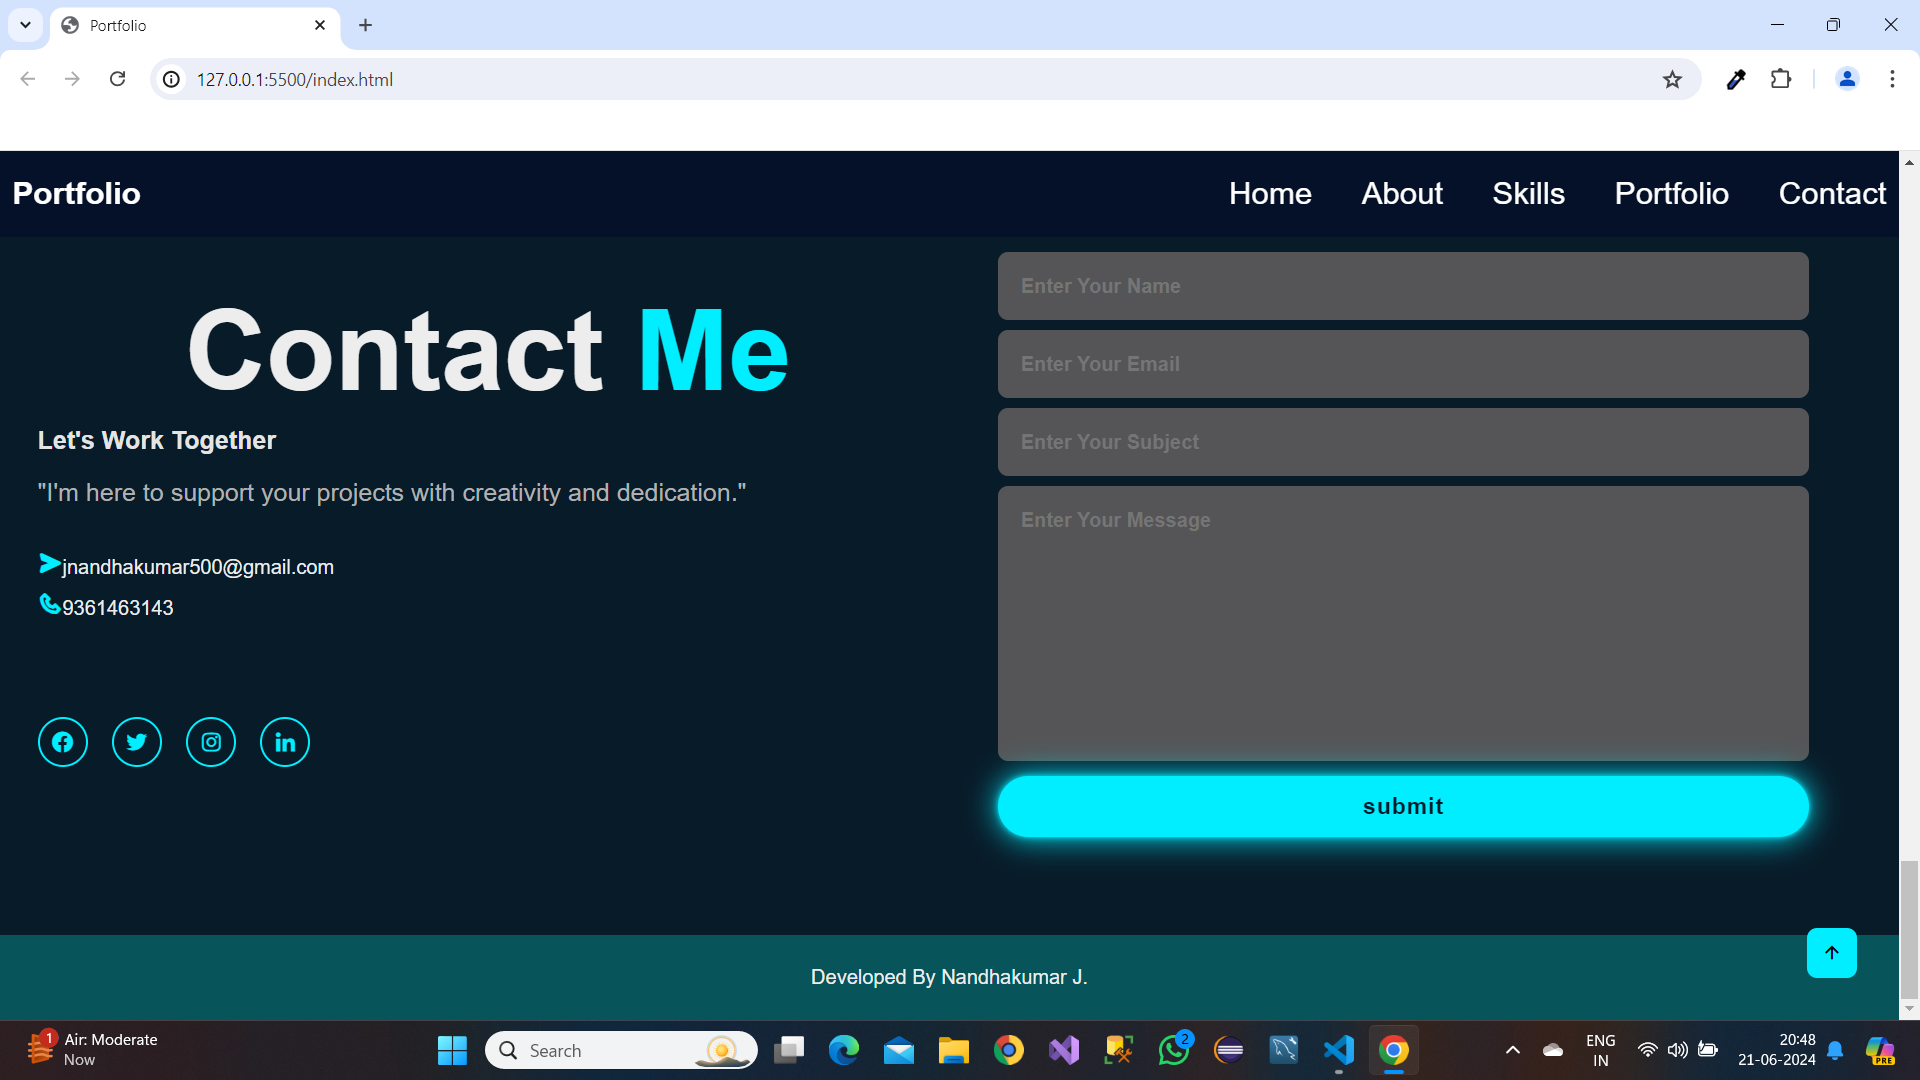 Portfolio
127.0.0.1:5500/index.html
Portfolio
Home About Skills Portfolio Contact
Contact Me
Let's Work Together
"I'm here to support your projects with creativity and dedication."
jnandhakumar500@gmail.com
9361463143
Enter Your Name
Enter Your Email
Enter Your Subject
Enter Your Message
submit
Developed By Nandhakumar J.
1
Air: Moderate
Now
Search
2
ENG
IN
20:48
21-06-2024
PRE